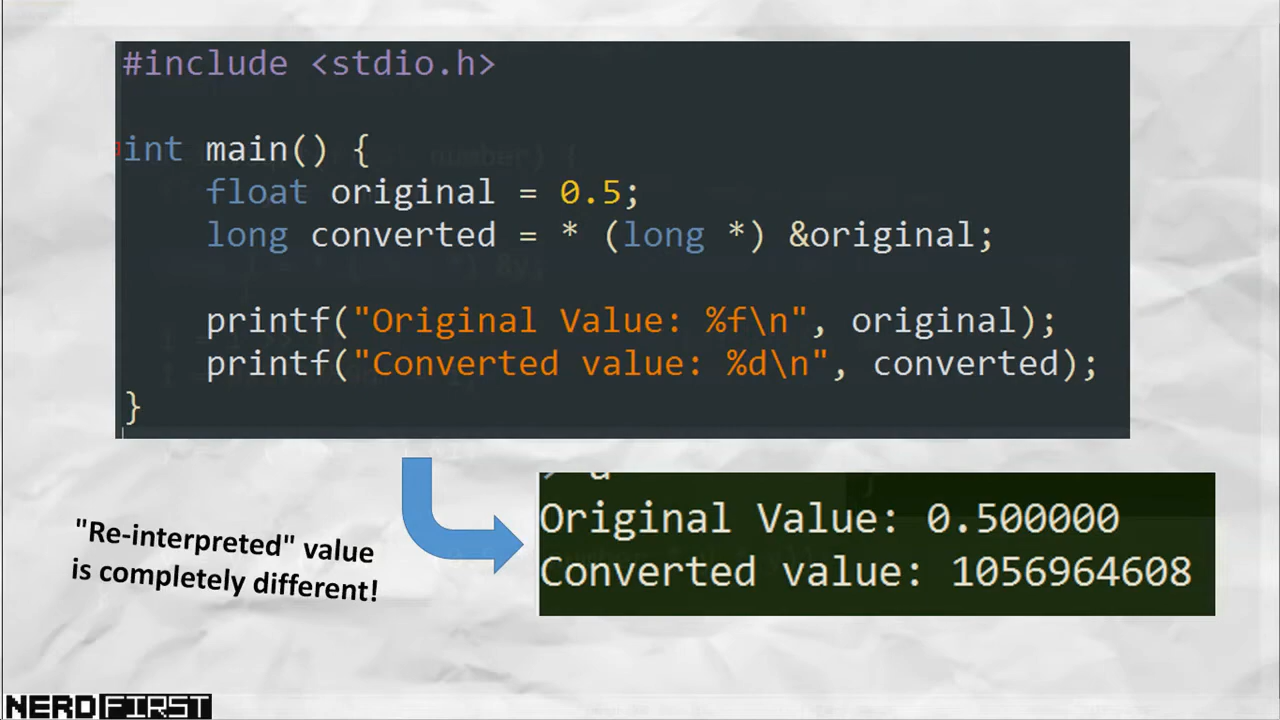 #include <stdio.h>
int main() {
    float original = 0.5;
    long converted = * (long *) &original;
    printf("Original Value: %f\n", original);
    printf("Converted value: %d\n", converted);
}
"Re-interpreted" value
is completely different!
Original Value: 0.500000
Converted value: 1056964608
NERDFIRST